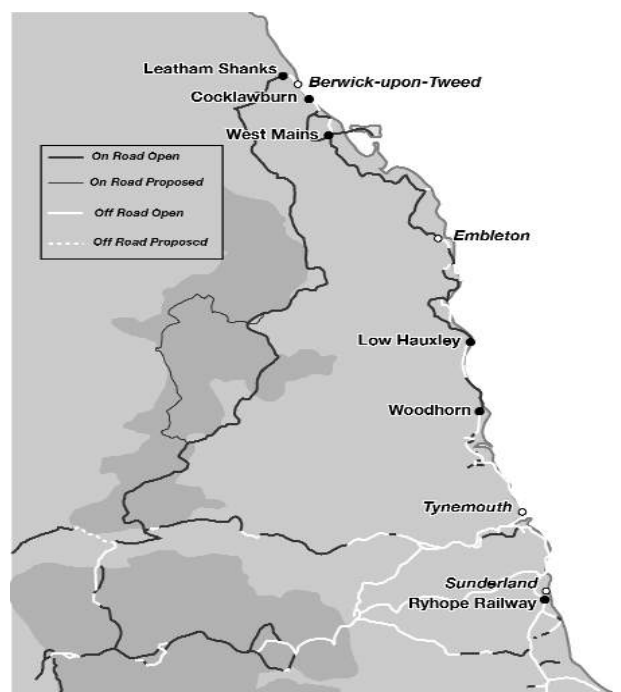 Leatham Shanks
Berwick-upon-Tweed
Cocklawburn
West Mains
On Road Open
On Road Proposed
Off Road Open
Off Road Proposed
Embleton
Low Hauxley
Woodhorn
Tynemouth
Sunderland
Ryhope Railway